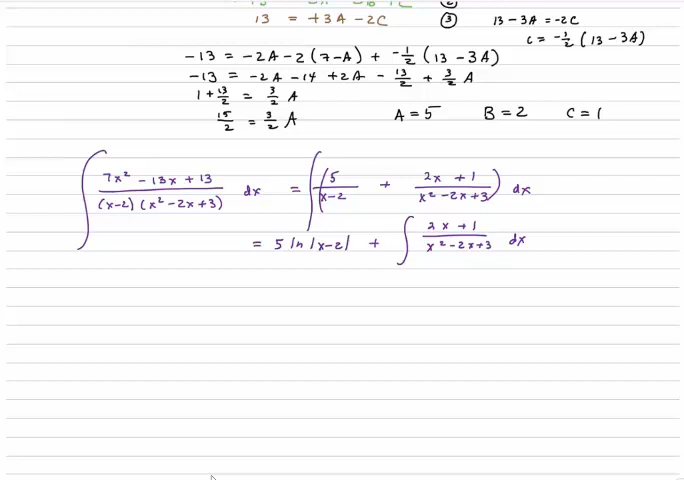 13 = +3A - 2C ③ 13 - 3A = -2C
C = -1/2 (13 - 3A)
-13 = -2A - 2(7-A) + -1/2 (13 - 3A)
-13 = -2A - 14 + 2A - 13/2 + 3/2 A
1 + 13/2 = 3/2 A
15/2 = 3/2 A A = 5 B = 2 C = 1
∫ (7x² - 13x + 13)/((x-2)(x² - 2x + 3)) dx = ∫ (5/(x-2) + (2x + 1)/(x² - 2x + 3)) dx
= 5 ln |x-2| + ∫ (2x + 1)/(x² - 2x + 3) dx